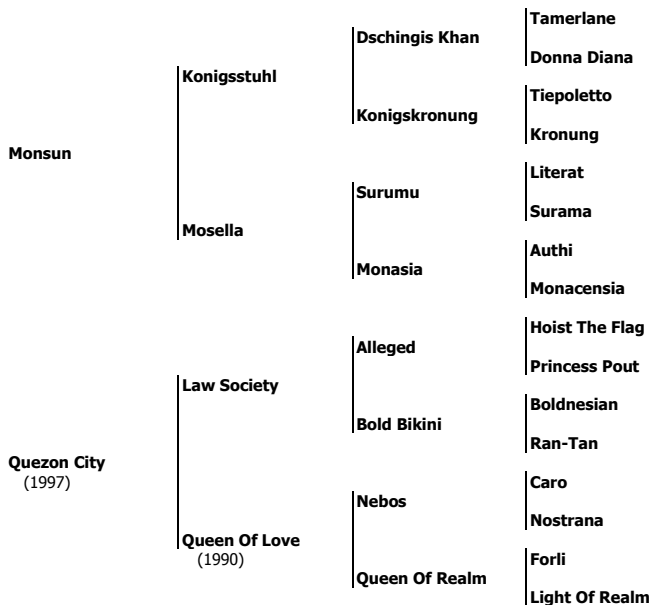 Tamerlane
Dschingis Khan
Donna Diana
Konigsstuhl
Tiepoletto
Konigskronung
Kronung
Monsun
Literat
Surumu
Surama
Mosella
Authi
Monasia
Monacensia
Hoist The Flag
Alleged
Princess Pout
Law Society
Boldnesian
Bold Bikini
Ran-Tan
Quezon City
(1997)
Caro
Nebos
Nostrana
Queen Of Love
(1990)
Forli
Queen Of Realm
Light Of Realm